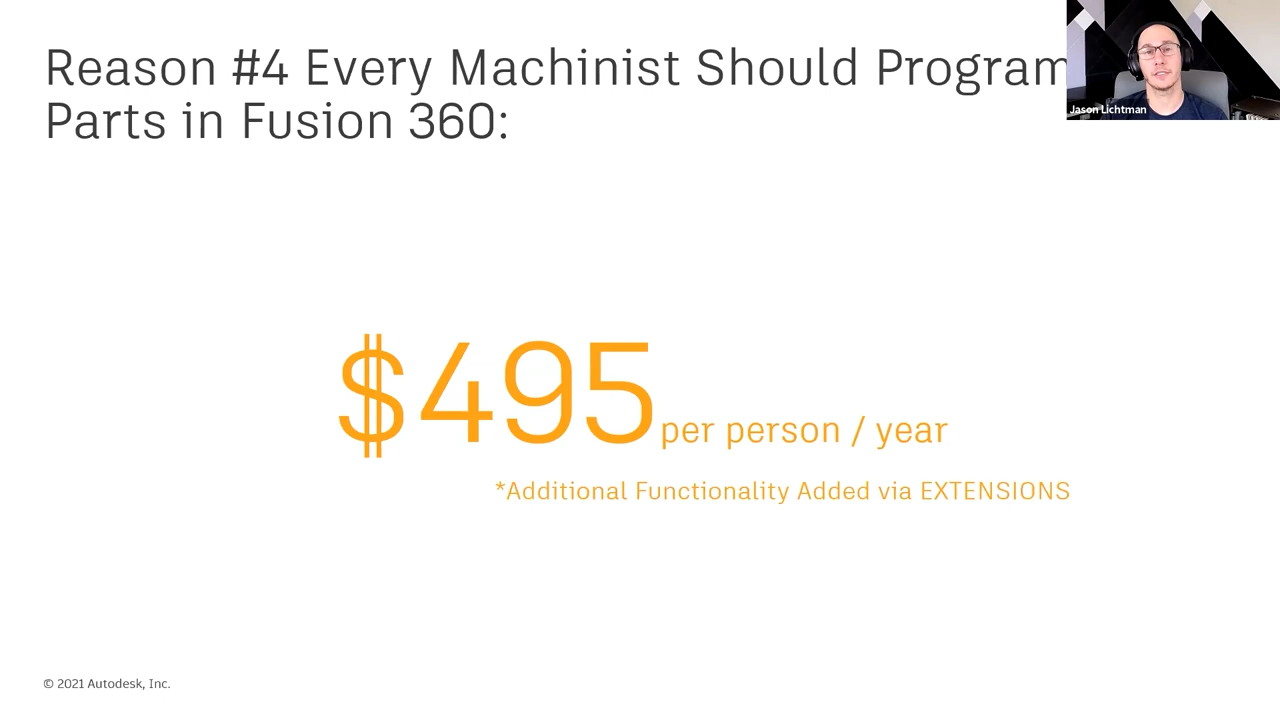 Reason #4 Every Machinist Should Program
Parts in Fusion 360:
Jason Lichtman
$495 per person / year
*Additional Functionality Added via EXTENSIONS
© 2021 Autodesk, Inc.